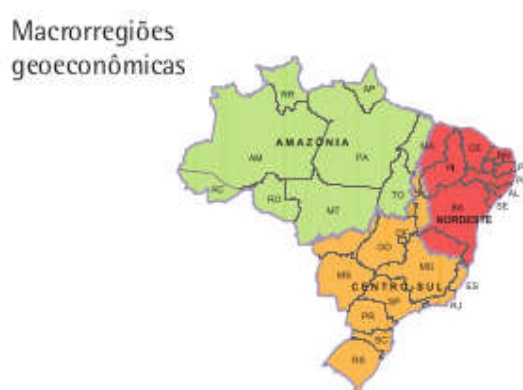 Macrorregiões
geoeconômicas
RR
AP
AMAZÔNIA
AM
PA
MA
CE
PI
AC
RO
TO
MT
AL
SE
BA
NORDESTE
DF
GO
MS
MG
CENTRO-SUL
ES
SP
RJ
PR
SC
RS